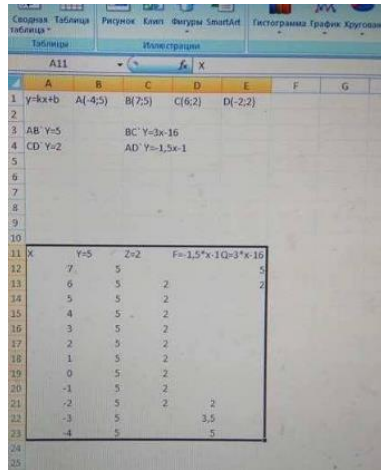 Сводная Таблица Рисунок Клип Фигуры SmartArt Гистограмма График Кругова
таблица
Таблицы Иллюстрации
A11 fx X
A B C D E F G
1 y=kx+b A(-4;5) B(7;5) C(6;2) D(-2;2)
2
3 AB` Y=5 BC` Y=3x-16
4 CD` Y=2 AD` Y=-1,5x-1
5
6
7
8
9
10
11 X Y=5 Z=2 F=-1,5*x-1 Q=3*x-16
12 7 5 5
13 6 5 2 2
14 5 5 2
15 4 5 2
16 3 5 2
17 2 5 2
18 1 5 2
19 0 5 2
20 -1 5 2
21 -2 5 2 2
22 -3 5 3,5
23 -4 5 5
24
25